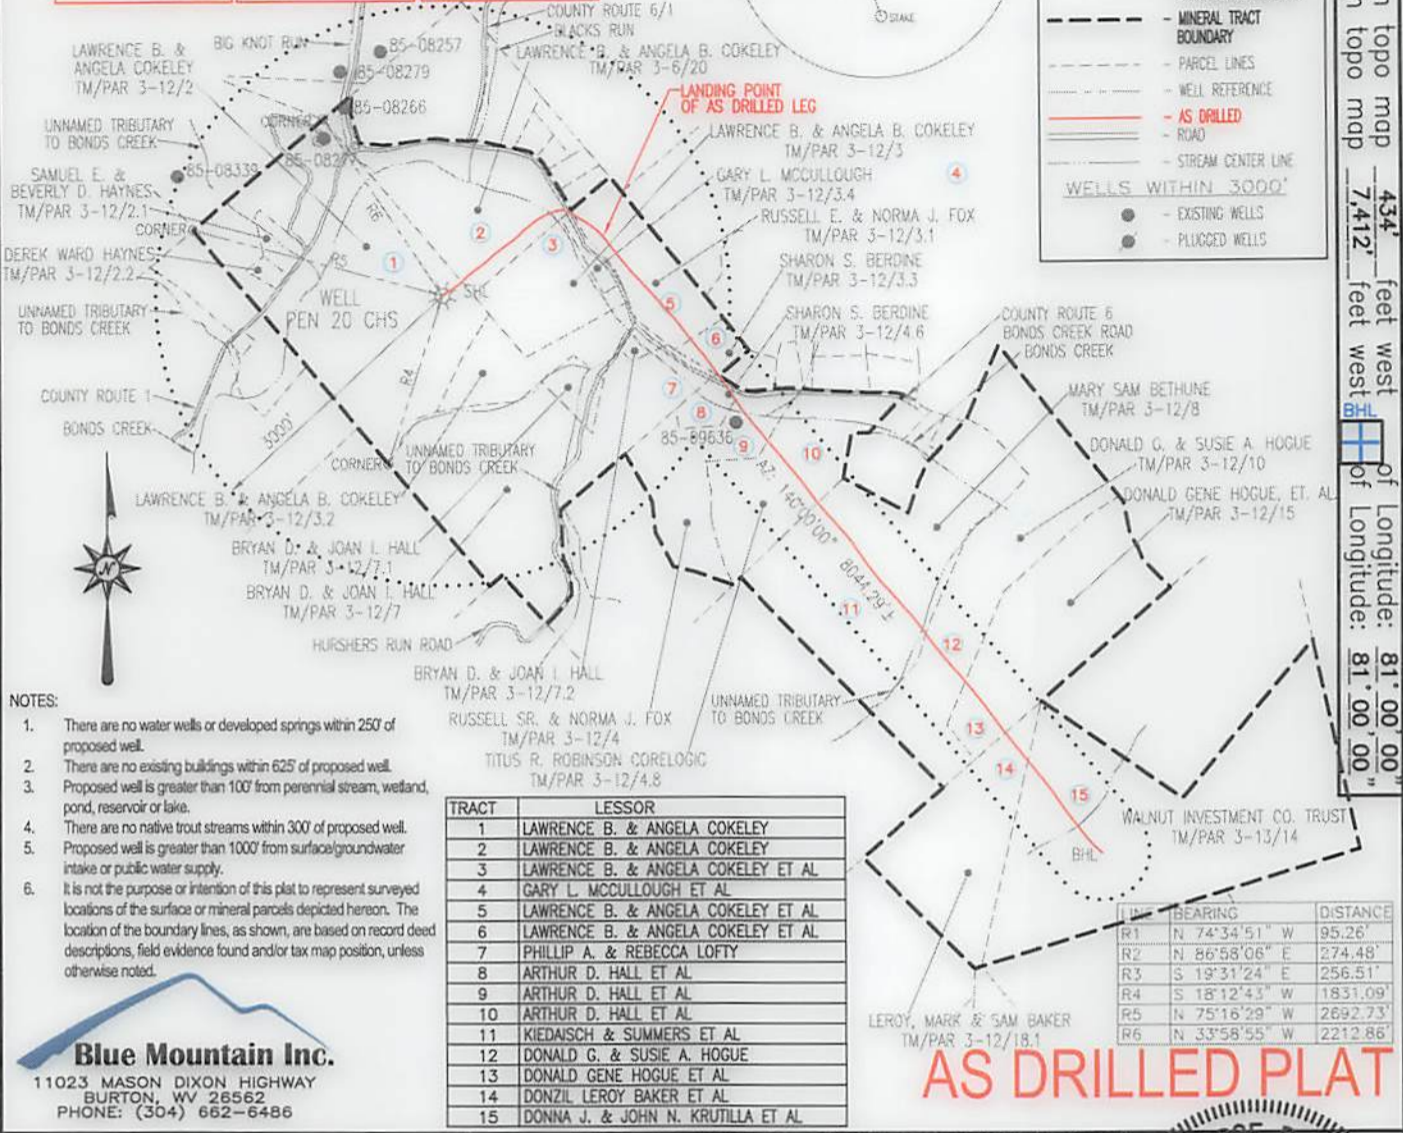 COUNTY ROUTE 6/1
BLACKS RUN
BIG KNOT RUN
85-08257
LAWRENCE B. & ANGELA B. COKELEY
TM/PAR 3-6/20
LAWRENCE B. &
ANGELA COKELEY
TM/PAR 3-12/2
85-08279
85-08266
LANDING POINT
OF AS DRILLED LEG
STAKE
- MINERAL TRACT
BOUNDARY
- PARCEL LINES
- WELL REFERENCE
- AS DRILLED
- ROAD
- STREAM CENTER LINE
WELLS WITHIN 3000'
- EXISTING WELLS
- PLUGGED WELLS
topo map 434' feet west of Longitude: 81° 00' 00"
topo map 7,412' feet west of Longitude: 81° 00' 00"
BHL
UNNAMED TRIBUTARY
TO BONDS CREEK
CORNER
85-08339
LAWRENCE B. & ANGELA B. COKELEY
TM/PAR 3-12/3
GARY L. MCCULLOUGH
TM/PAR 3-12/3.4
4
SAMUEL E. &
BEVERLY D. HAYNES
TM/PAR 3-12/2.1
CORNER
RUSSELL E. & NORMA J. FOX
TM/PAR 3-12/3.1
DEREK WARD HAYNES
TM/PAR 3-12/2.2
R6
R5
1
2
3
SHL
SHARON S. BERDINE
TM/PAR 3-12/3.3
WELL
PEN 20 CHS
5
UNNAMED TRIBUTARY
TO BONDS CREEK
SHARON S. BERDINE
TM/PAR 3-12/4.6
6
COUNTY ROUTE 6
BONDS CREEK ROAD
BONDS CREEK
R4
3000'
COUNTY ROUTE 1
BONDS CREEK
7
8
85-09636
9
10
MARY SAM BETHUNE
TM/PAR 3-12/8
DONALD G. & SUSIE A. HOGUE
TM/PAR 3-12/10
DONALD GENE HOGUE, ET. AL
TM/PAR 3-12/15
CORNER
UNNAMED TRIBUTARY
TO BONDS CREEK
LAWRENCE B. & ANGELA B. COKELEY
TM/PAR 3-12/3.2
AZ: 140°00'00"
8044.29'±
N
BRYAN D. & JOAN I. HALL
TM/PAR 3-12/7.1
BRYAN D. & JOAN I. HALL
TM/PAR 3-12/7
11
12
HURSHERS RUN ROAD
BRYAN D. & JOAN I. HALL
TM/PAR 3-12/7.2
UNNAMED TRIBUTARY
TO BONDS CREEK
RUSSELL SR. & NORMA J. FOX
TM/PAR 3-12/4
TITUS R. ROBINSON CORELOGIC
TM/PAR 3-12/4.8
13
14
15
BHL
WALNUT INVESTMENT CO. TRUST
TM/PAR 3-13/14
NOTES:
1. There are no water wells or developed springs within 250' of
proposed well.
2. There are no existing buildings within 625' of proposed well.
3. Proposed well is greater than 100' from perennial stream, wetland,
pond, reservoir or lake.
4. There are no native trout streams within 300' of proposed well.
5. Proposed well is greater than 1000' from surface/groundwater
intake or public water supply.
6. It is not the purpose or intention of this plat to represent surveyed
locations of the surface or mineral parcels depicted hereon. The
location of the boundary lines, as shown, are based on record deed
descriptions, field evidence found and/or tax map position, unless
otherwise noted.
TRACT LESSOR
1 LAWRENCE B. & ANGELA COKELEY
2 LAWRENCE B. & ANGELA COKELEY
3 LAWRENCE B. & ANGELA COKELEY ET AL
4 GARY L. MCCULLOUGH ET AL
5 LAWRENCE B. & ANGELA COKELEY ET AL
6 LAWRENCE B. & ANGELA COKELEY ET AL
7 PHILLIP A. & REBECCA LOFTY
8 ARTHUR D. HALL ET AL
9 ARTHUR D. HALL ET AL
10 ARTHUR D. HALL ET AL
11 KIEDAISCH & SUMMERS ET AL
12 DONALD G. & SUSIE A. HOGUE
13 DONALD GENE HOGUE ET AL
14 DONZIL LEROY BAKER ET AL
15 DONNA J. & JOHN N. KRUTILLA ET AL
LINE BEARING DISTANCE
R1 N 74°34'51" W 95.26'
R2 N 86°58'06" E 274.48'
R3 S 19°31'24" E 256.51'
R4 S 18°12'43" W 1831.09'
R5 N 75°16'29" W 2692.73'
R6 N 33°58'55" W 2212.86'
LEROY, MARK & SAM BAKER
TM/PAR 3-12/18.1
AS DRILLED PLAT
Blue Mountain Inc.
11023 MASON DIXON HIGHWAY
BURTON, WV 26562
PHONE: (304) 662-6486